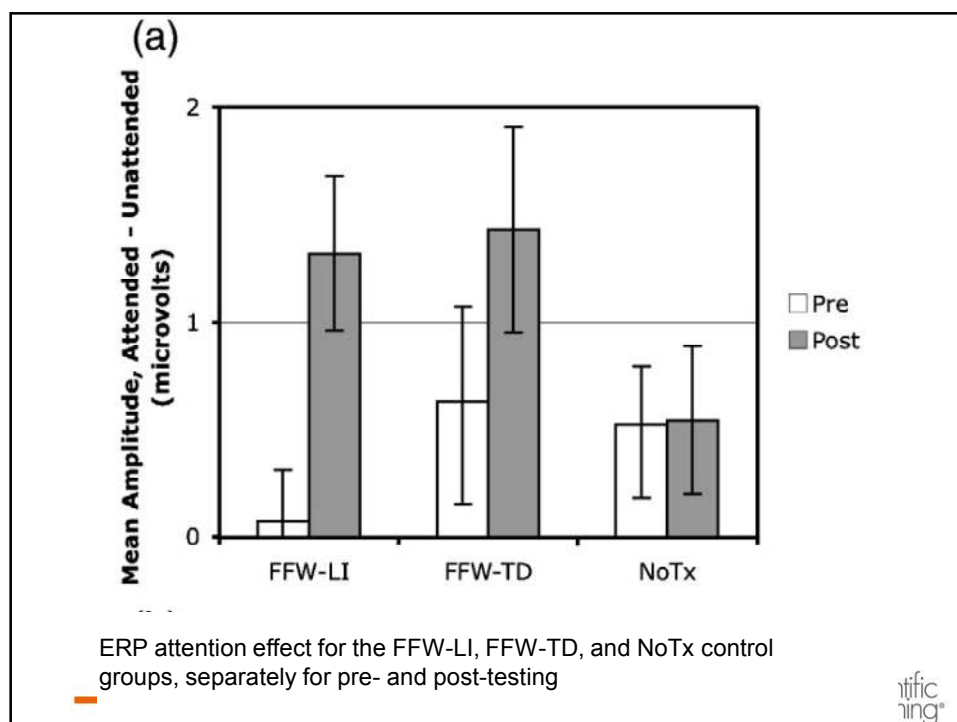 (a)
Mean Amplitude, Attended - Unattended
(microvolts)
2
1
0
FFW-LI
FFW-TD
NoTx
Pre
Post
ERP attention effect for the FFW-LI, FFW-TD, and NoTx control
groups, separately for pre- and post-testing